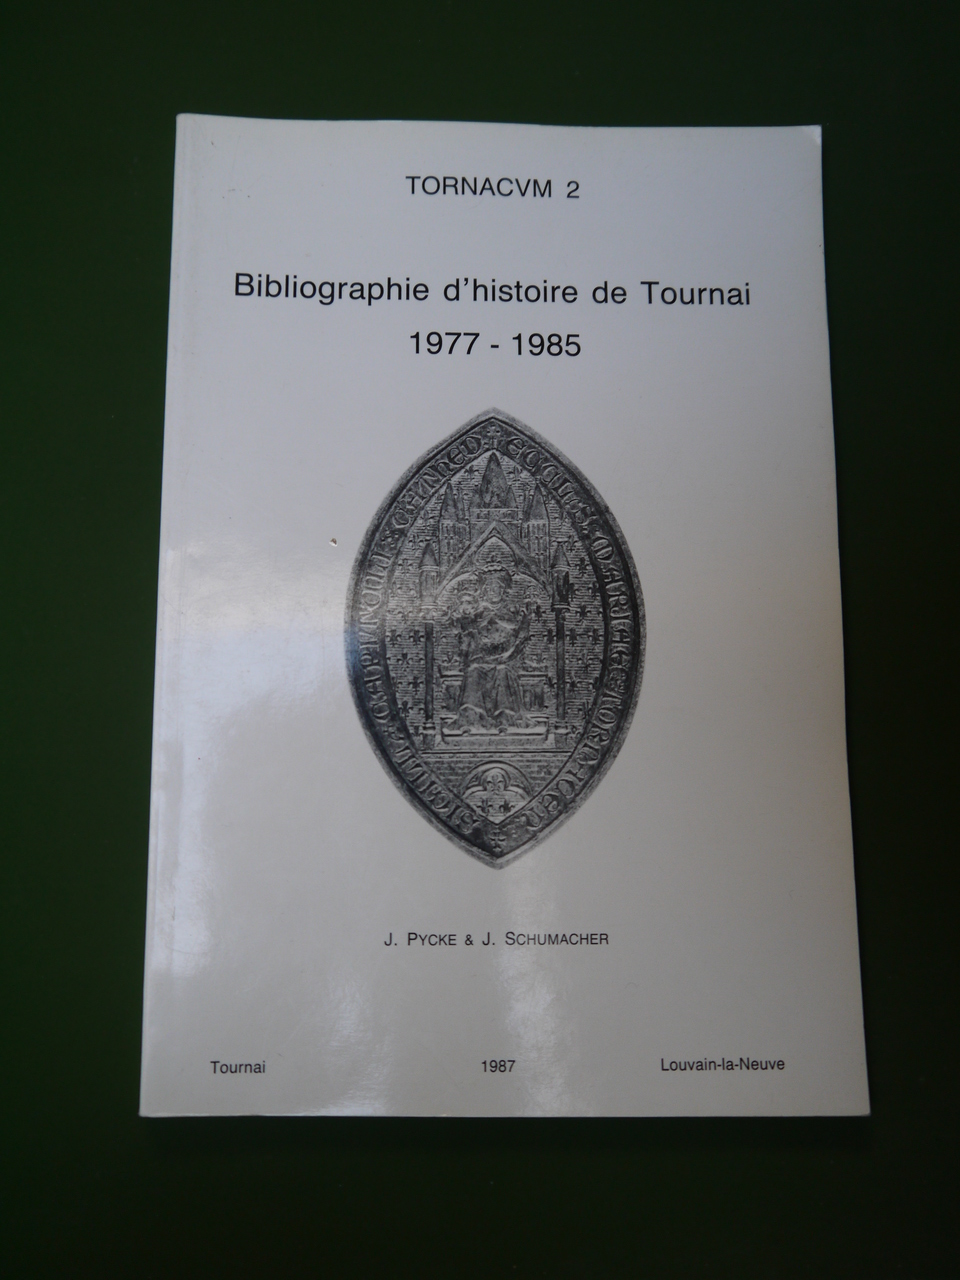 TORNACVM 2
Bibliographie d'histoire de Tournai
1977 - 1985
J. PYCKE & J. SCHUMACHER
Tournai 1987 Louvain-la-Neuve